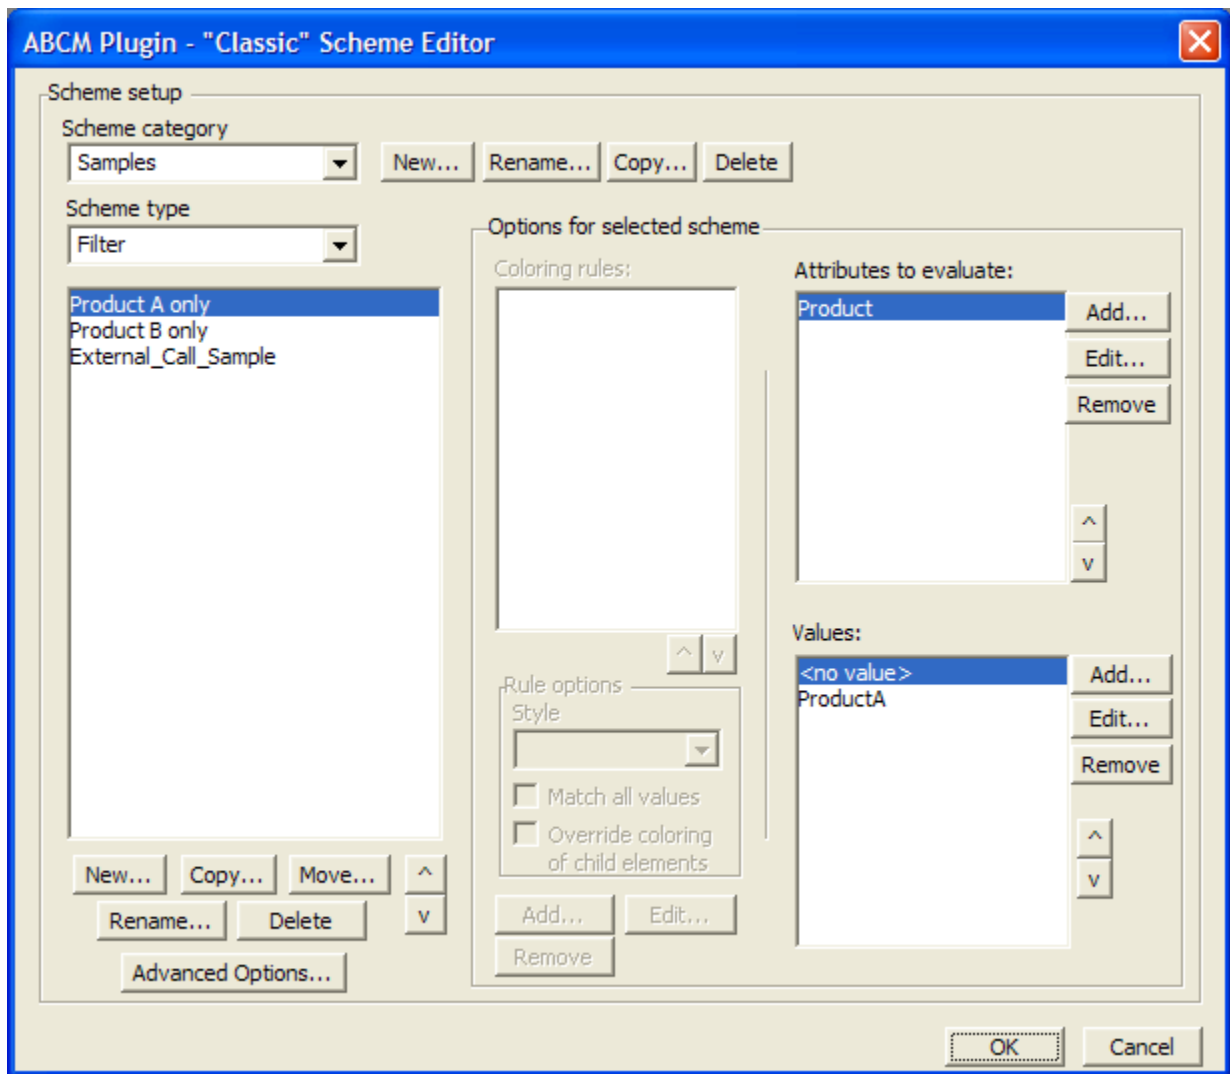 ABCM Plugin - "Classic" Scheme Editor
Scheme setup
Scheme category
Samples
New...
Rename...
Copy...
Delete
Scheme type
Filter
Product A only
Product B only
External_Call_Sample
New...
Copy...
Move...
^
Rename...
Delete
v
Advanced Options...
Options for selected scheme
Coloring rules:
^
v
Rule options
Style
Match all values
Override coloring
of child elements
Add...
Edit...
Remove
Attributes to evaluate:
Product
Add...
Edit...
Remove
^
v
Values:
<no value>
ProductA
Add...
Edit...
Remove
^
v
OK
Cancel